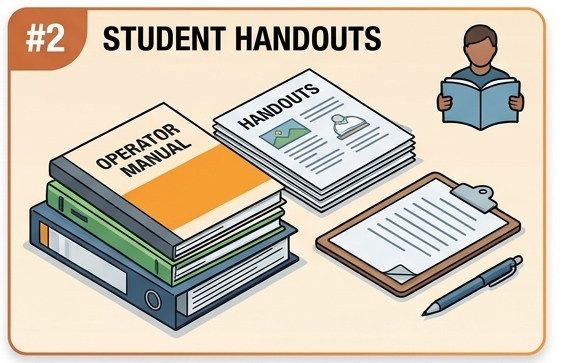 #2 STUDENT HANDOUTS
OPERATOR
MANUAL
HANDOUTS